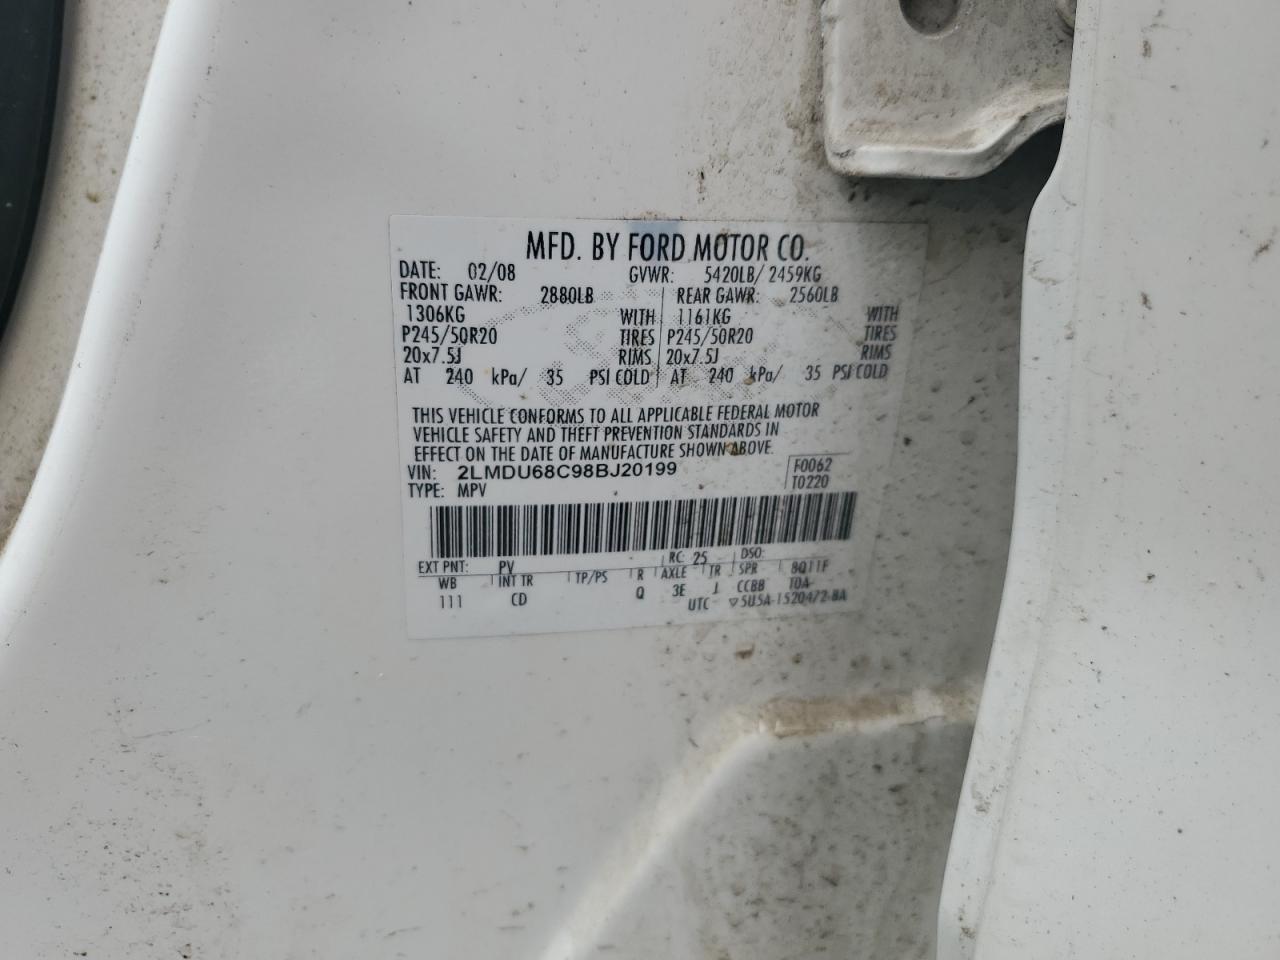 MFD. BY FORD MOTOR CO.
DATE: 02/08 GVWR: 5420LB/ 2459KG
FRONT GAWR: 2880LB REAR GAWR: 2560LB
1306KG WITH 1161KG WITH
P245/50R20 TIRES P245/50R20 TIRES
20x7.5J RIMS 20x7.5J RIMS
AT 240 kPa/ 35 PSI COLD AT 240 kPa/ 35 PSI COLD
THIS VEHICLE CONFORMS TO ALL APPLICABLE FEDERAL MOTOR
VEHICLE SAFETY AND THEFT PREVENTION STANDARDS IN
EFFECT ON THE DATE OF MANUFACTURE SHOWN ABOVE.
VIN: 2LMDU68C98BJ20199 F0062
TYPE: MPV T0220
EXT PNT: PV RC: 25 DSO:
WB INT TR TP/PS R AXLE TR SPR 8Q11F
111 CD Q 3E J CCBB TOA
UTC ▽5U5A-1520472-BA